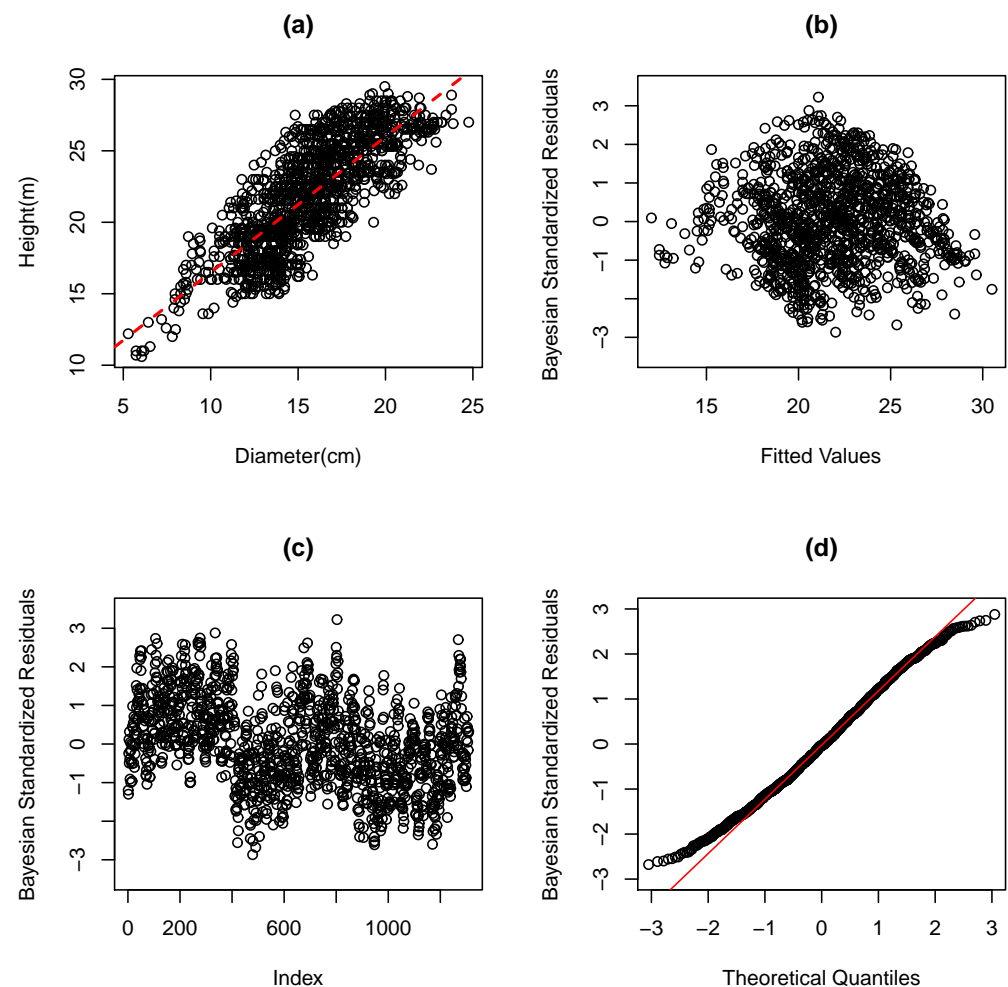 (a)
Height(m)
30
25
20
15
10
5 10 15 20 25
Diameter(cm)
(b)
Bayesian Standardized Residuals
3
2
1
0
−1
−3
15 20 25 30
Fitted Values
(c)
Bayesian Standardized Residuals
3
2
1
0
−1
−3
0 200 600 1000
Index
(d)
Bayesian Standardized Residuals
3
2
1
0
−1
−2
−3
−3 −2 −1 0 1 2 3
Theoretical Quantiles